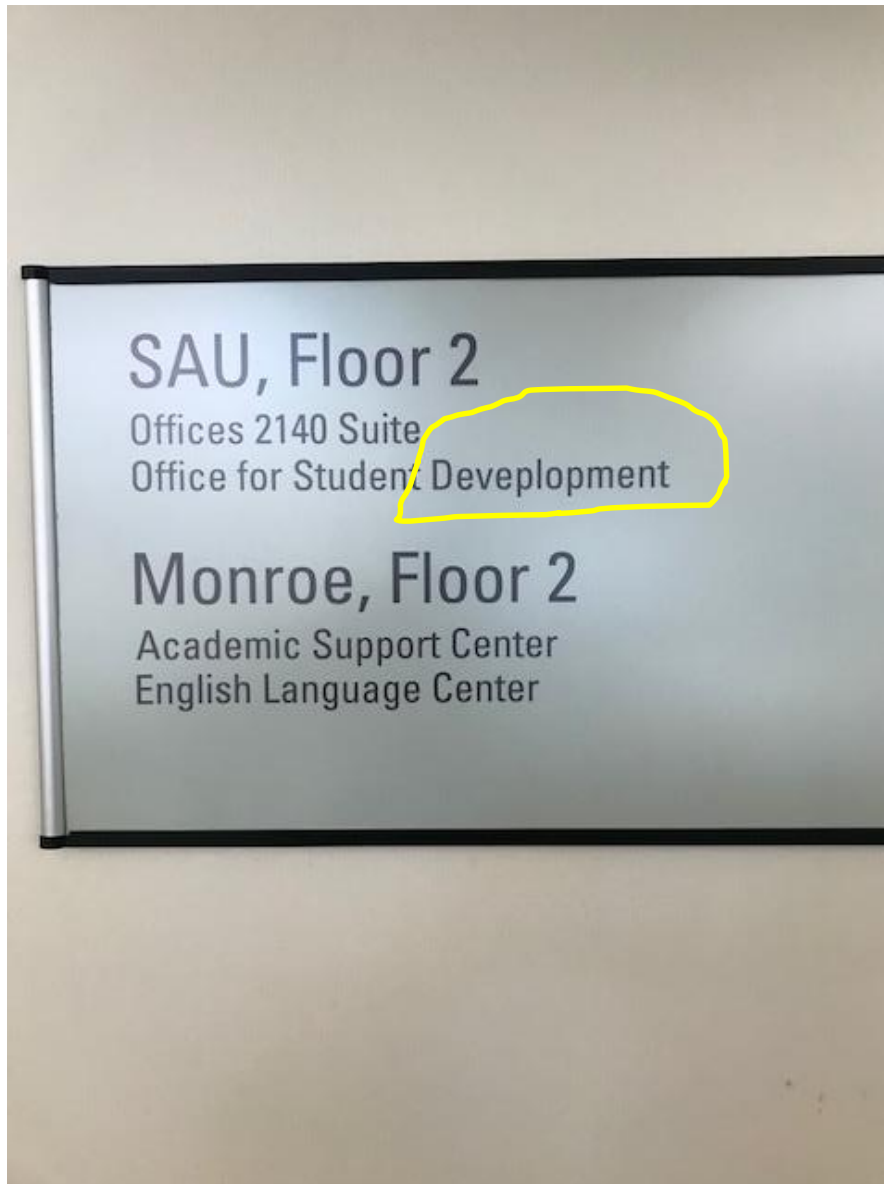 SAU, Floor 2
Offices 2140 Suite
Office for Student Deveplopment
Monroe, Floor 2
Academic Support Center
English Language Center